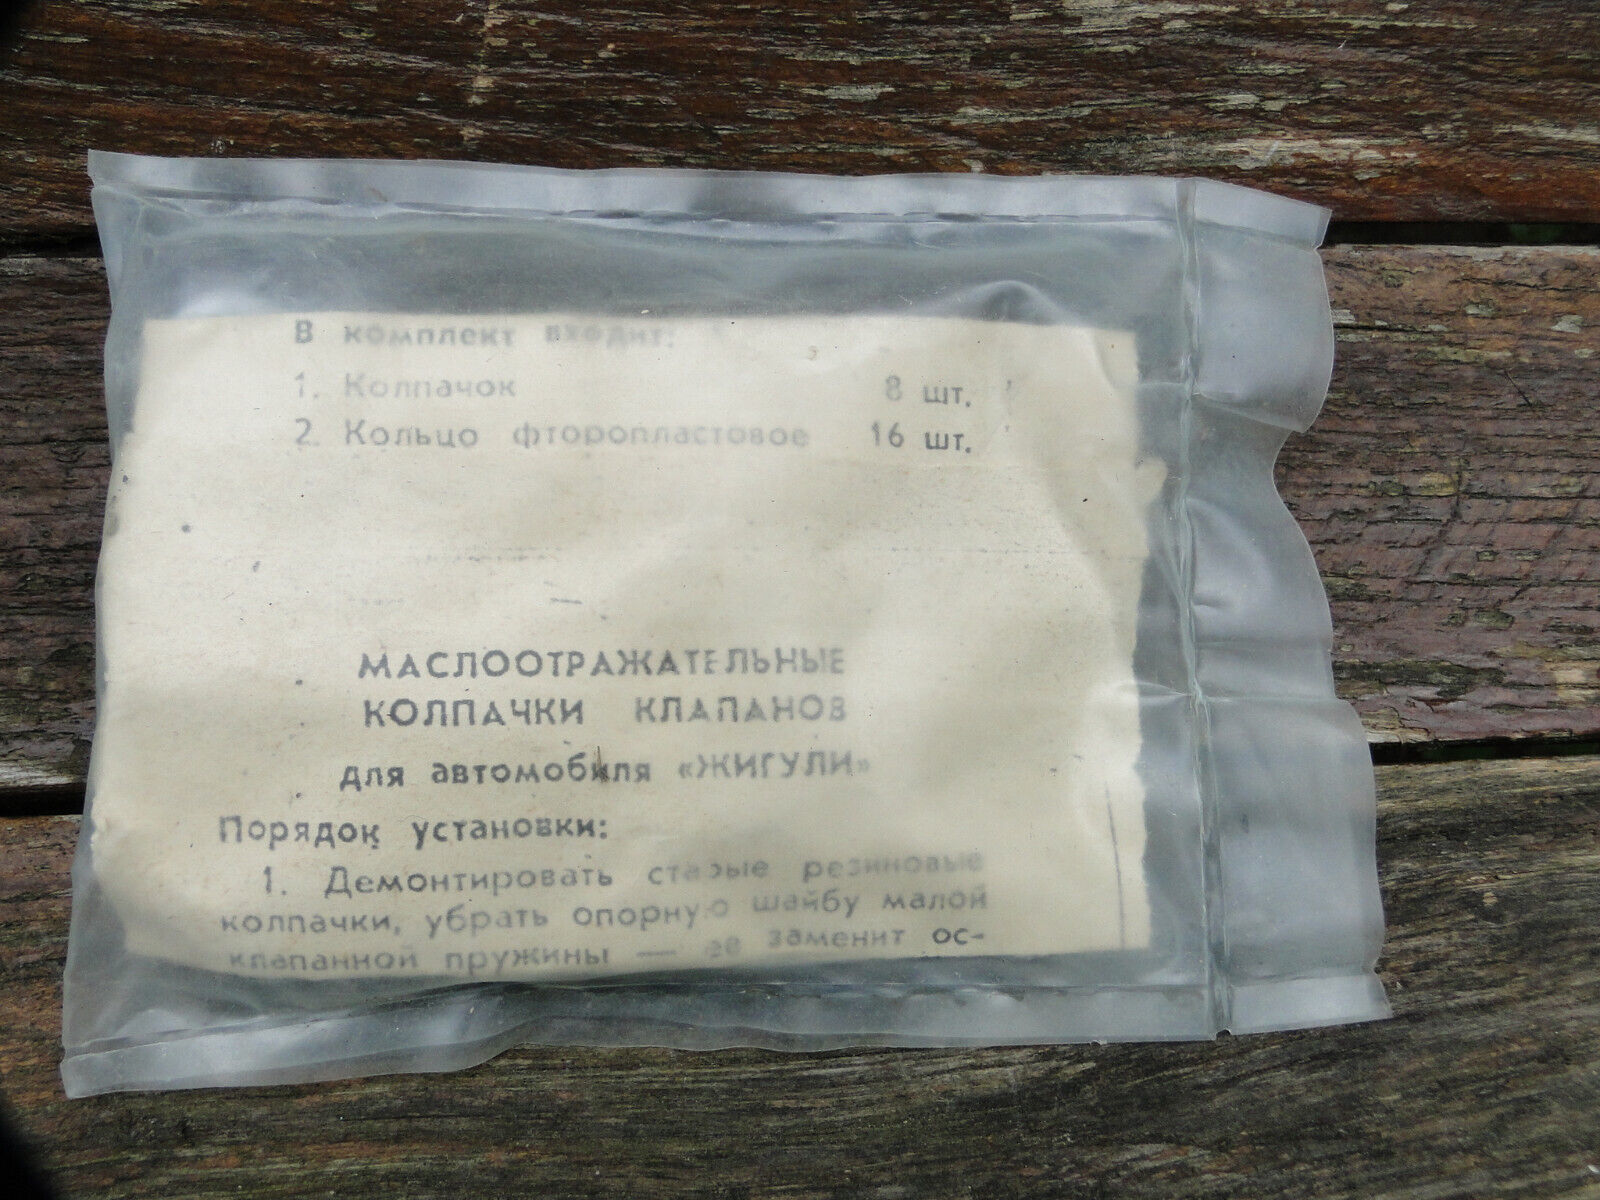 В комплект входит:
1. Колпачок 8 шт.
2. Кольцо фторопластовое 16 шт.
МАСЛООТРАЖАТЕЛЬНЫЕ
КОЛПАЧКИ КЛАПАНОВ
для автомобиля «ЖИГУЛИ»
Порядок установки:
1. Демонтировать старые резиновые
колпачки, убрать опорную шайбу малой
клапанной пружины — ее заменит ос-